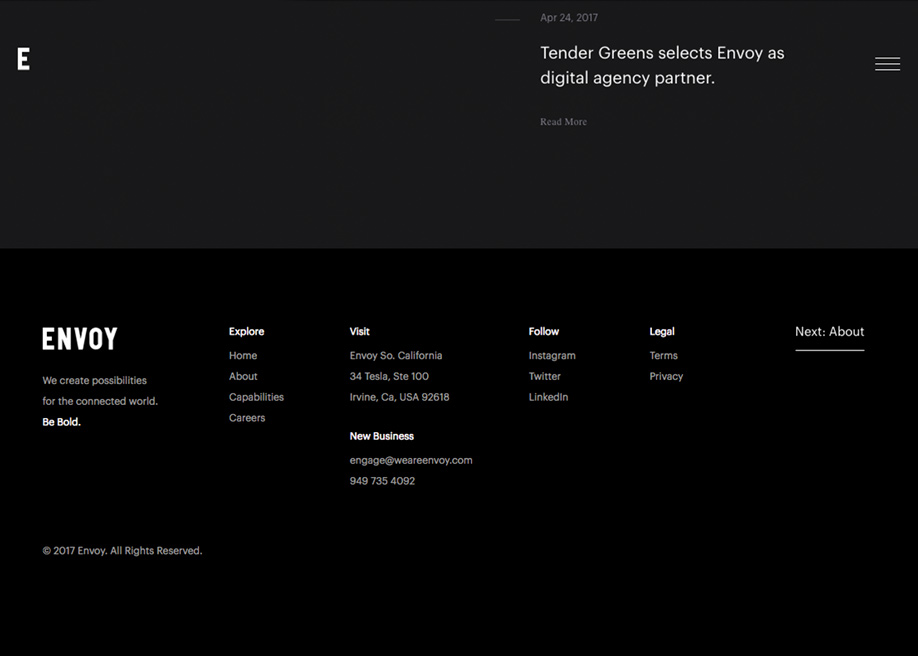 Apr 24, 2017
E
Tender Greens selects Envoy as
digital agency partner.
Read More
ENVOY
We create possibilities
for the connected world.
Be Bold.
Explore
Home
About
Capabilities
Careers
Visit
Envoy So. California
34 Tesla, Ste 100
Irvine, Ca, USA 92618
New Business
engage@weareenvoy.com
949 735 4092
Follow
Instagram
Twitter
LinkedIn
Legal
Terms
Privacy
Next: About
© 2017 Envoy. All Rights Reserved.